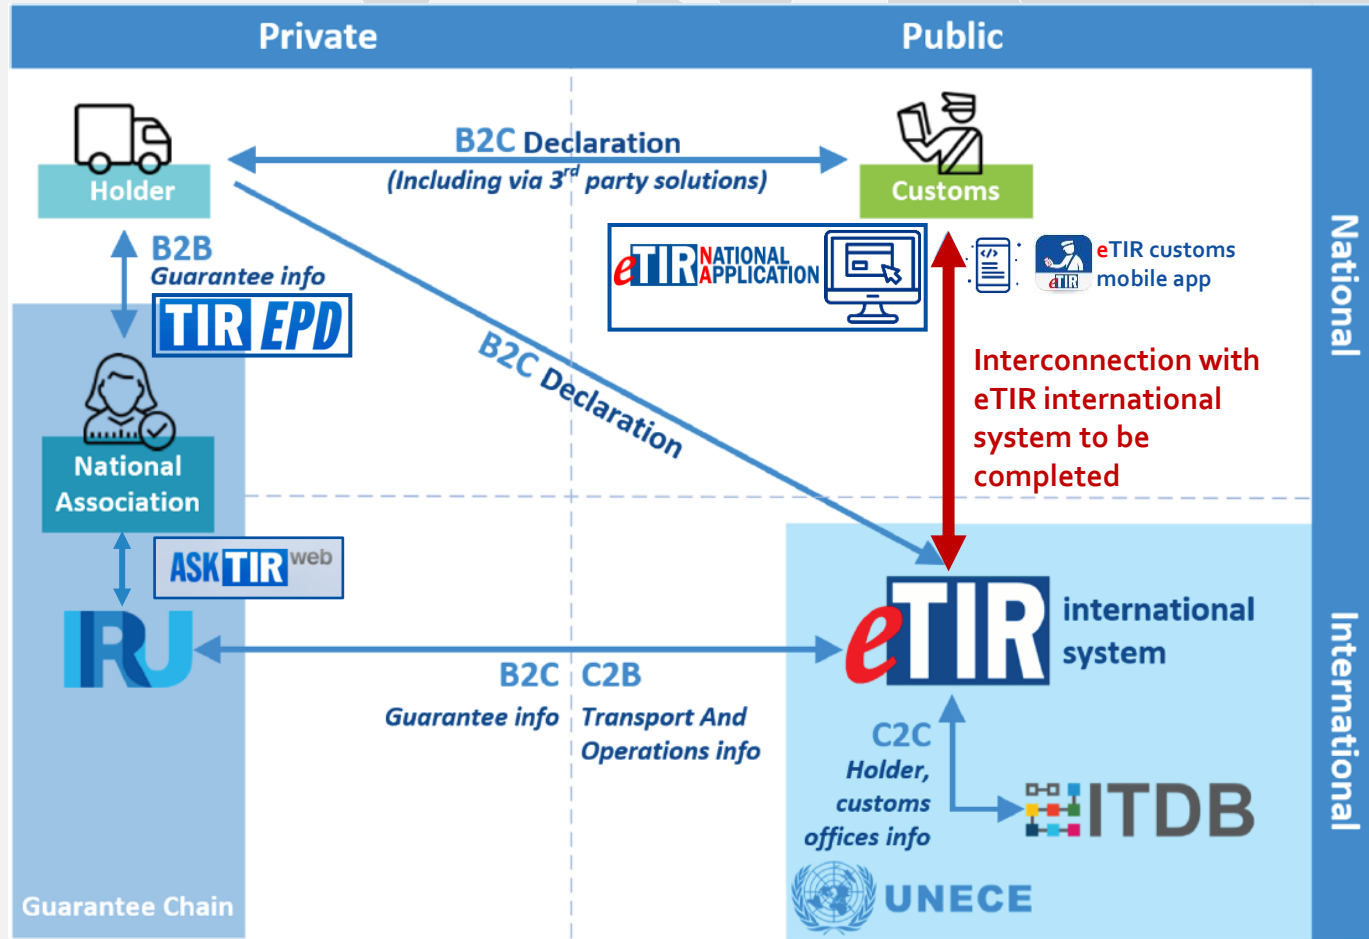 Private
Public
Holder
B2C Declaration
(Including via 3rd party solutions)
Customs
B2B
Guarantee info
TIR EPD
eTIR NATIONAL
APPLICATION
</>
eTIR
eTIR customs
mobile app
National
B2C Declaration
Interconnection with
eTIR international
system to be
completed
National
Association
ASKTIRweb
IRU
eTIR
international
system
B2C
C2B
Guarantee info
Transport And
Operations info
C2C
Holder,
customs
offices info
ITDB
International
UNECE
Guarantee Chain